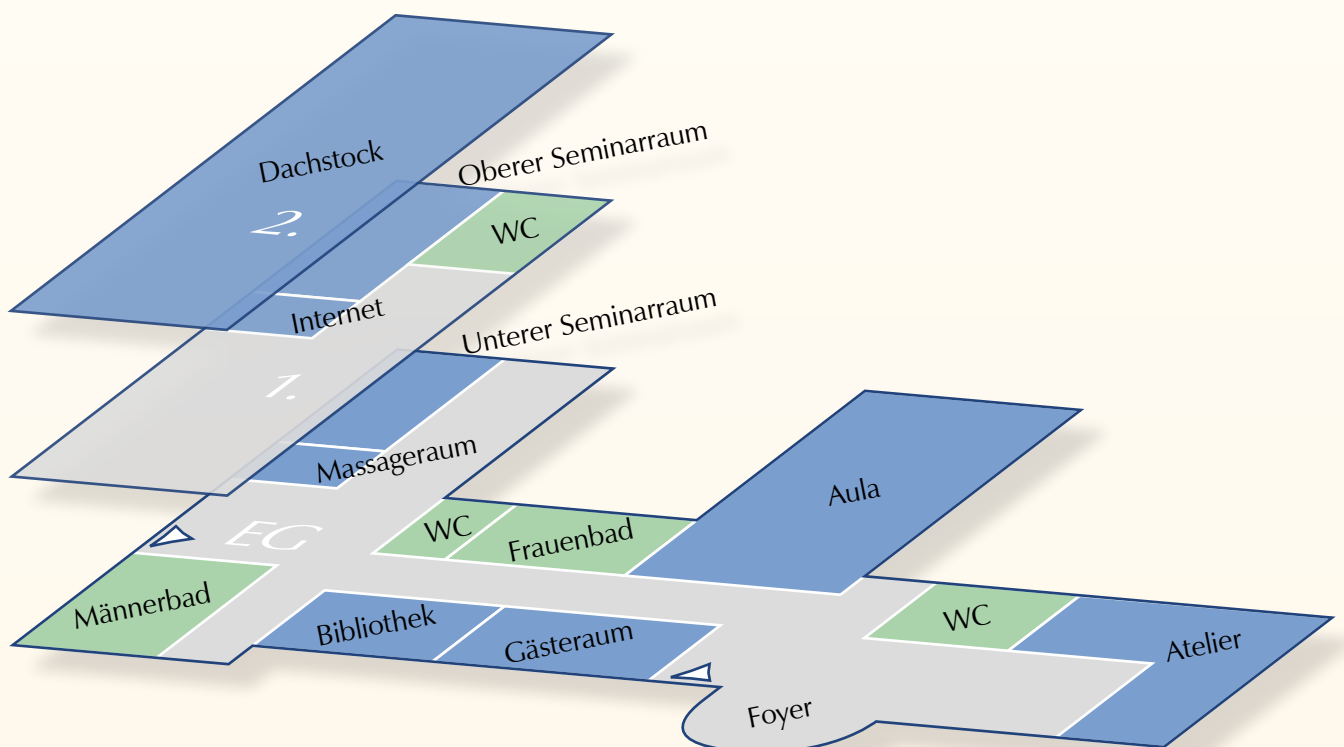 Dachstock
2.
Oberer Seminarraum
WC
Internet
1.
Unterer Seminarraum
Massageraum
EG
WC
Frauenbad
Aula
Männerbad
Bibliothek
Gästeraum
WC
Atelier
Foyer